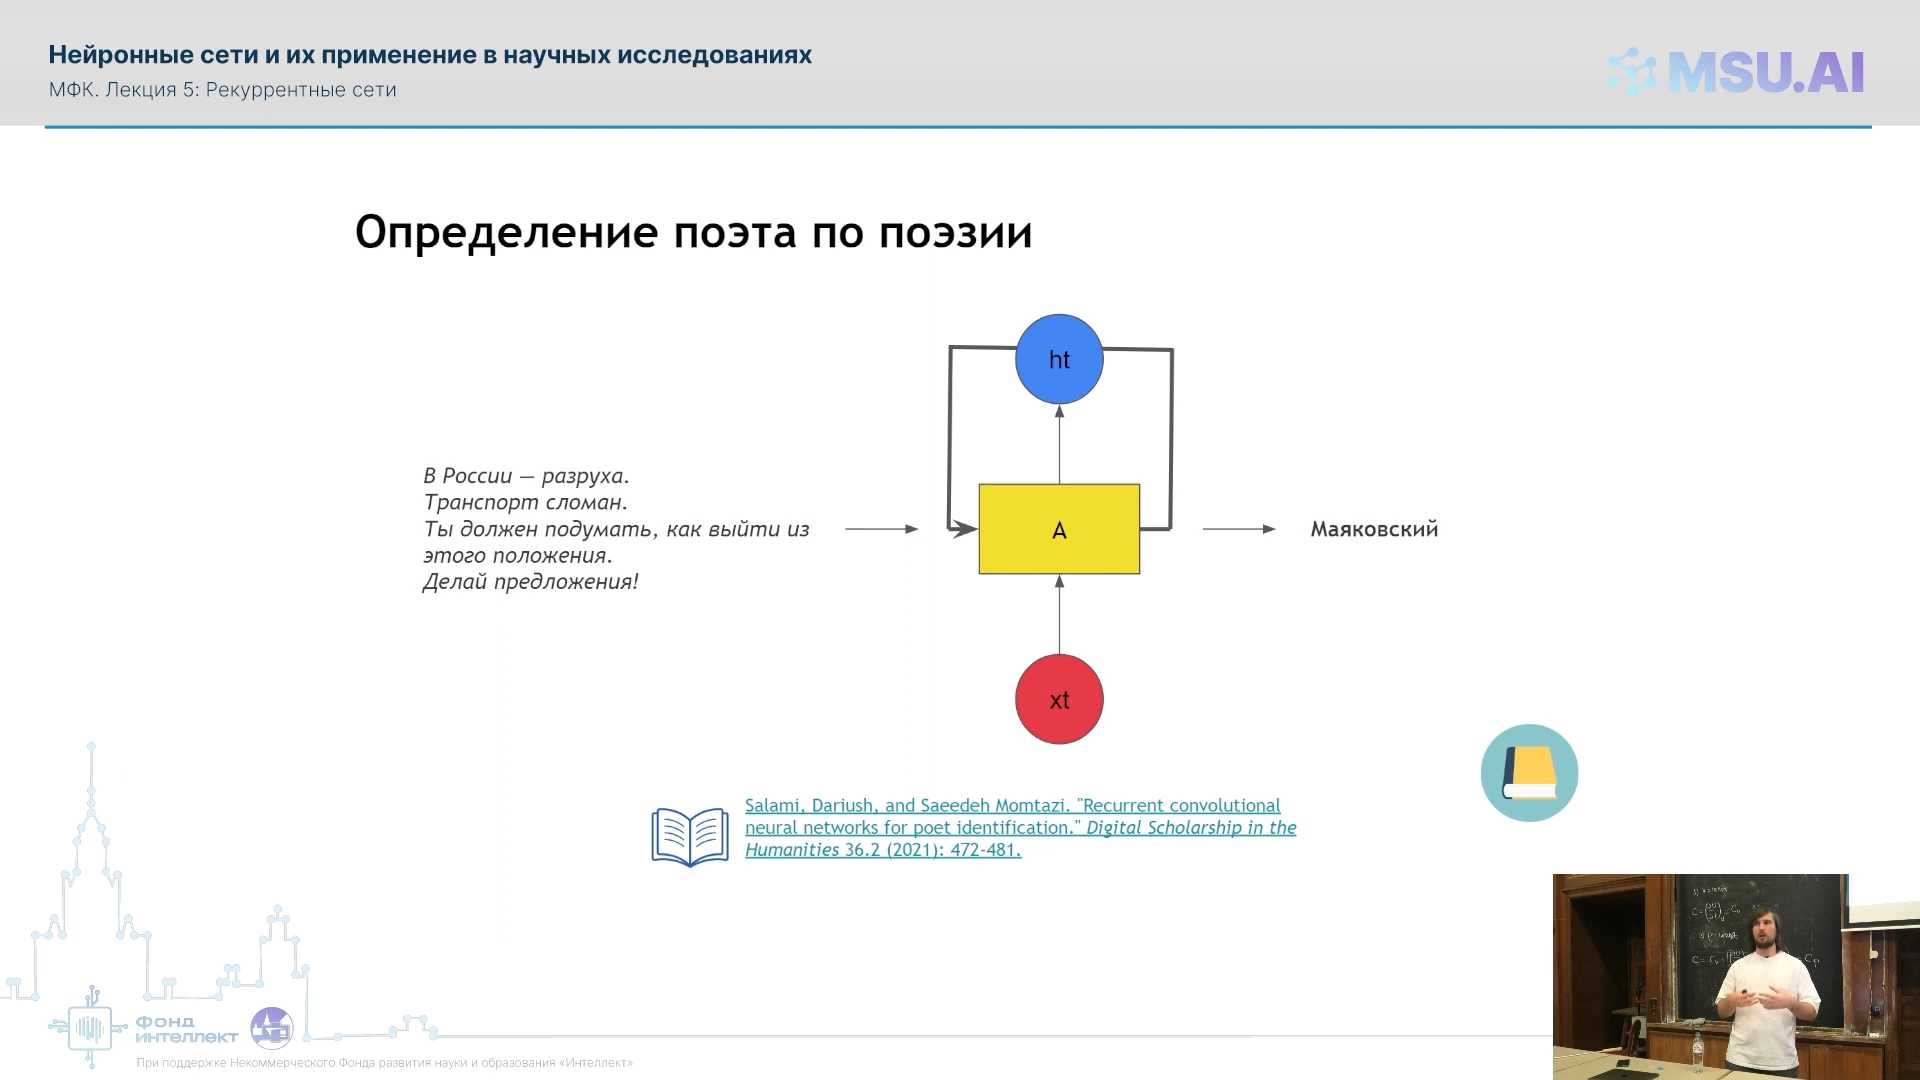 Нейронные сети и их применение в научных исследованиях
МФК. Лекция 5: Рекуррентные сети
MSU.AI
Определение поэта по поэзии
ht
В России — разруха.
Транспорт сломан.
Ты должен подумать, как выйти из
этого положения.
Делай предложения!
A
Маяковский
xt
Salami, Dariush, and Saeedeh Momtazi. "Recurrent convolutional
neural networks for poet identification." Digital Scholarship in the
Humanities 36.2 (2021): 472-481.
Фонд
интеллект
При поддержке Некоммерческого Фонда развития науки и образования «Интеллект»